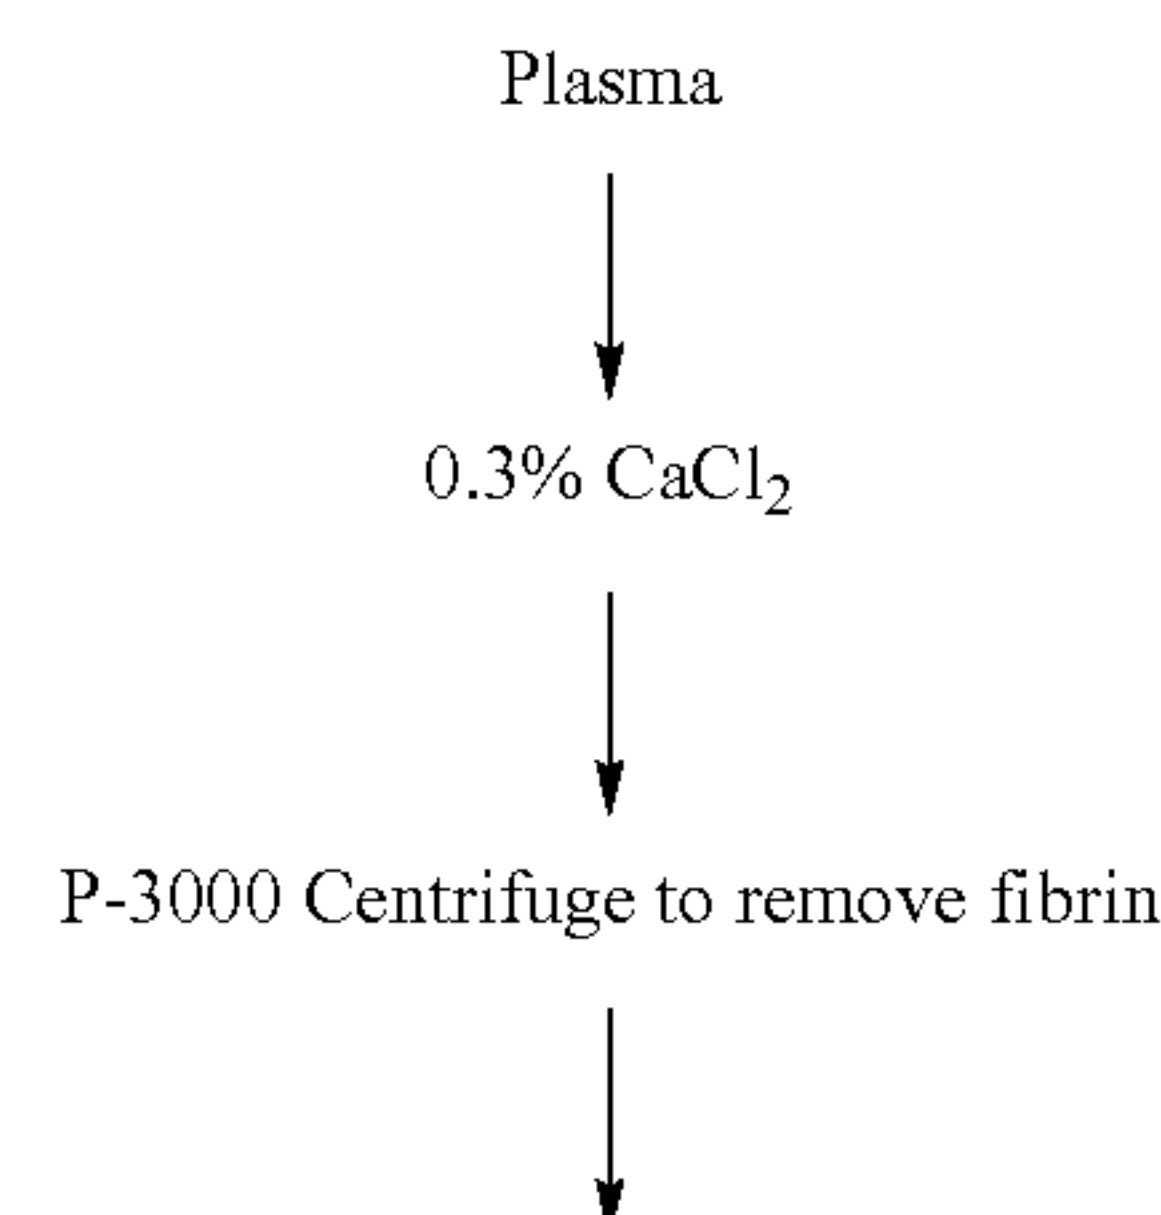 Plasma
0.3% CaCl₂
P-3000 Centrifuge to remove fibrin